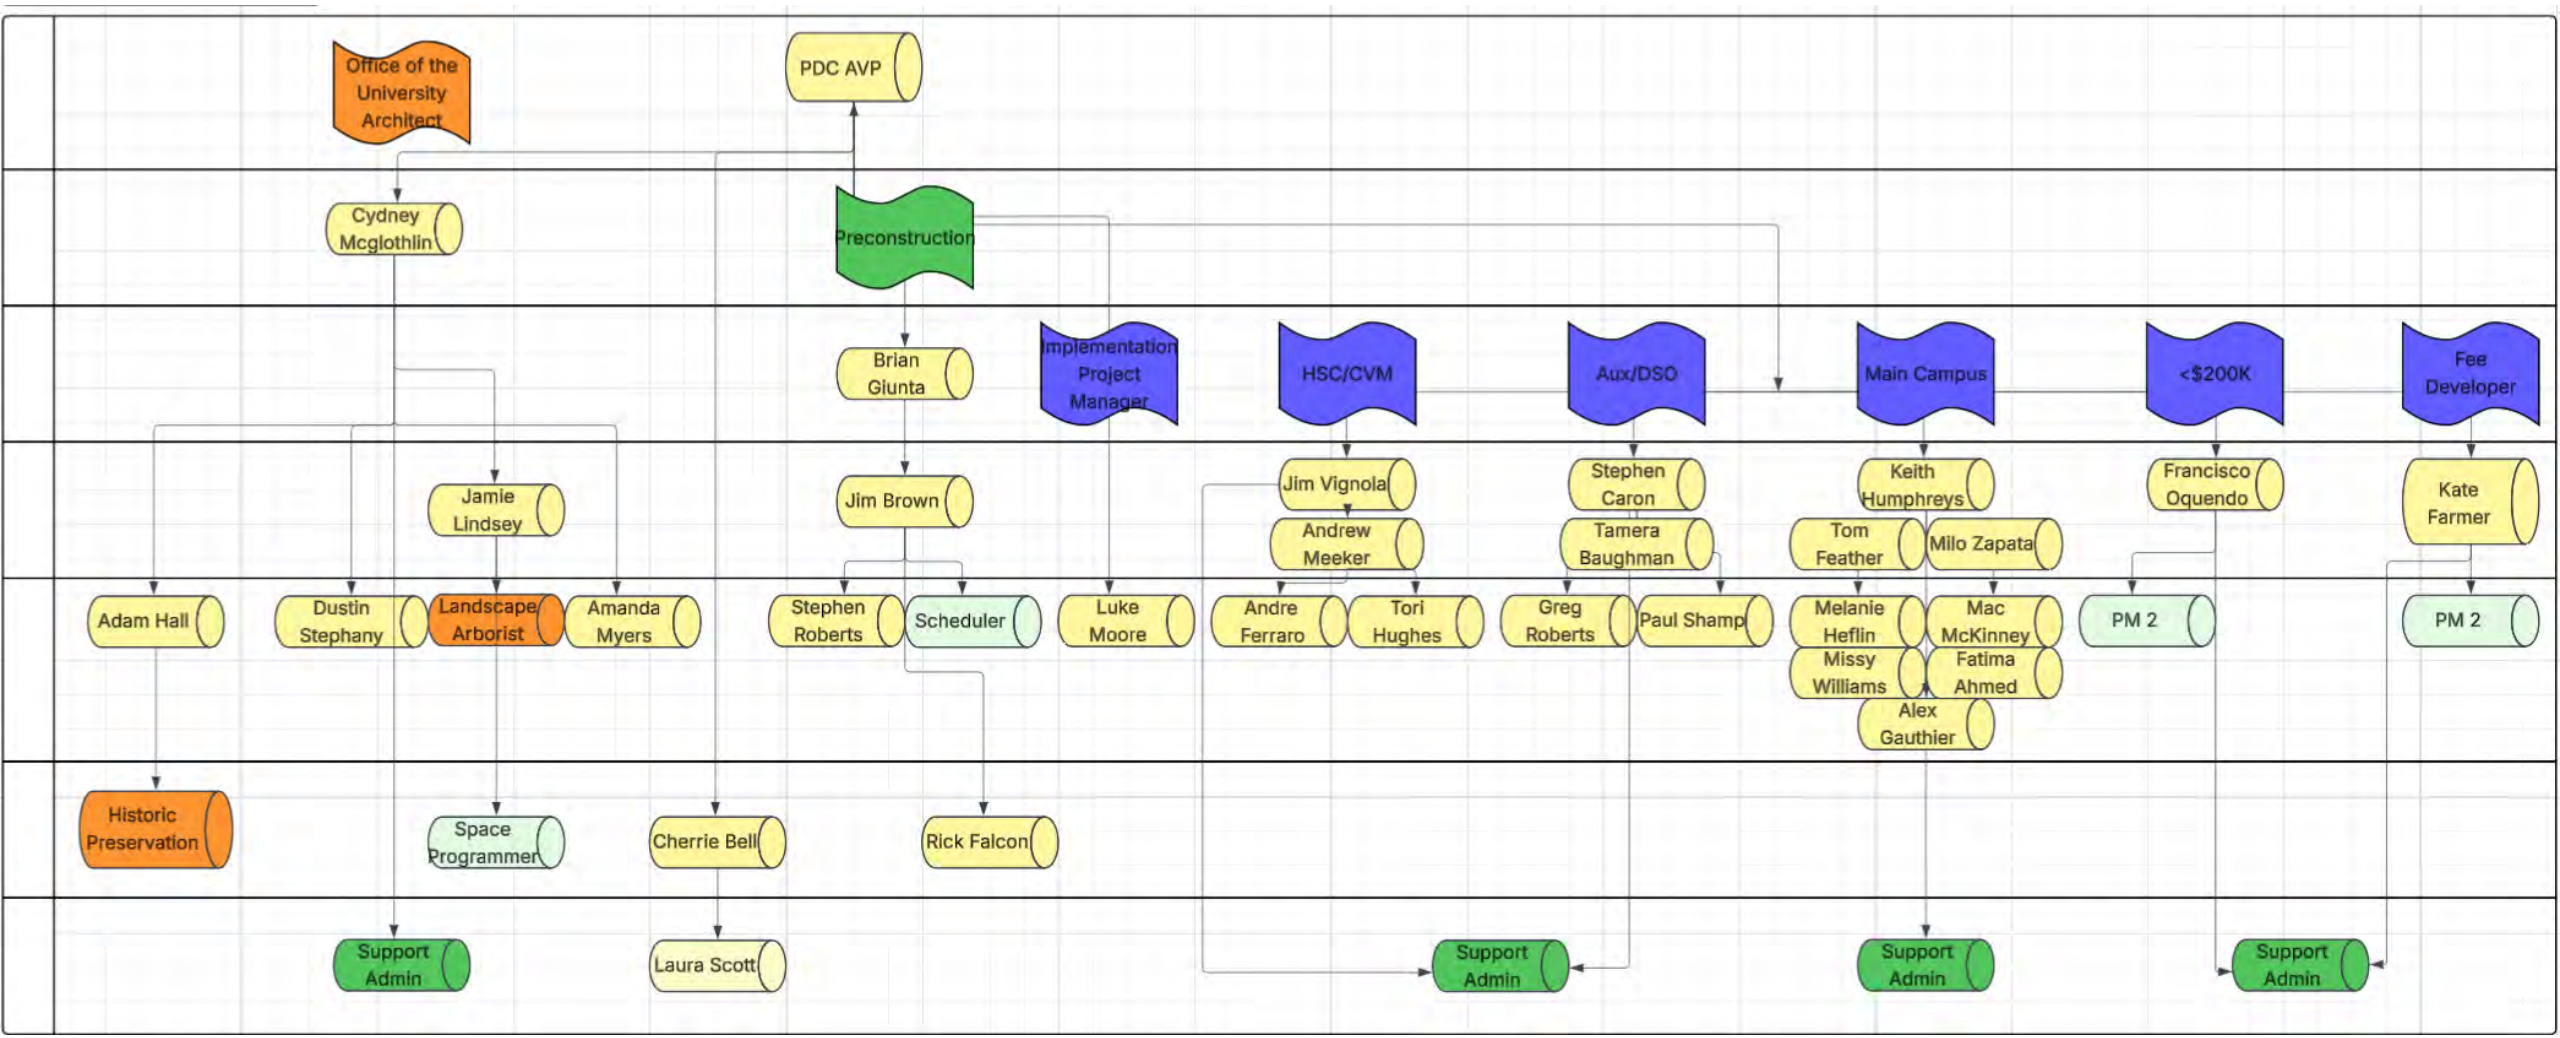 Office of the
University
Architect
PDC AVP
Cydney
Mcglothlin
Preconstruction
Brian
Giunta
Implementation
Project
Manager
HSC/CVM
Aux/DSO
Main Campus
<$200K
Fee
Developer
Jamie
Lindsey
Jim Brown
Jim Vignola
Andrew
Meeker
Stephen
Caron
Tamera
Baughman
Keith
Humphreys
Tom
Feather
Milo Zapata
Francisco
Oquendo
Kate
Farmer
Adam Hall
Dustin
Stephany
Landscape
Arborist
Amanda
Myers
Stephen
Roberts
Scheduler
Luke
Moore
Andre
Ferraro
Tori
Hughes
Greg
Roberts
Paul Shamp
Melanie
Heflin
Mac
McKinney
Missy
Williams
Fatima
Ahmed
Alex
Gauthier
PM 2
PM 2
Historic
Preservation
Space
Programmer
Cherrie Bell
Rick Falcon
Support
Admin
Laura Scott
Support
Admin
Support
Admin
Support
Admin